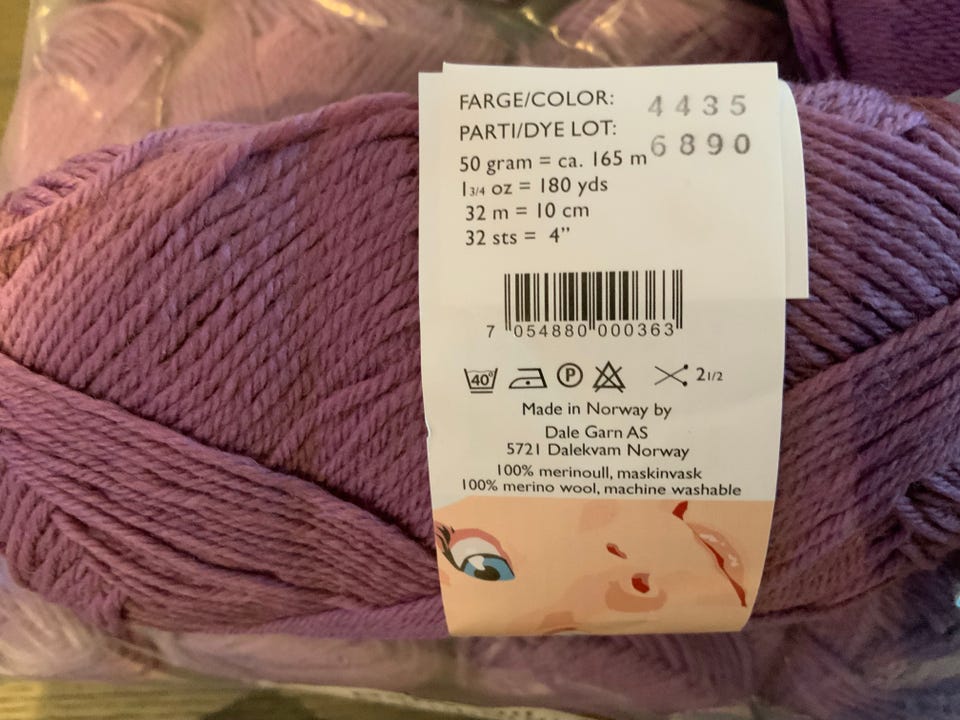 FARGE/COLOR: 4435
PARTI/DYE LOT: 6890
50 gram = ca. 165 m
1 3/4 oz = 180 yds
32 m = 10 cm
32 sts = 4”
7 054880 000363
40° P 2 1/2
Made in Norway by
Dale Garn AS
5721 Dalekvam Norway
100% merinoull, maskinvask
100% merino wool, machine washable